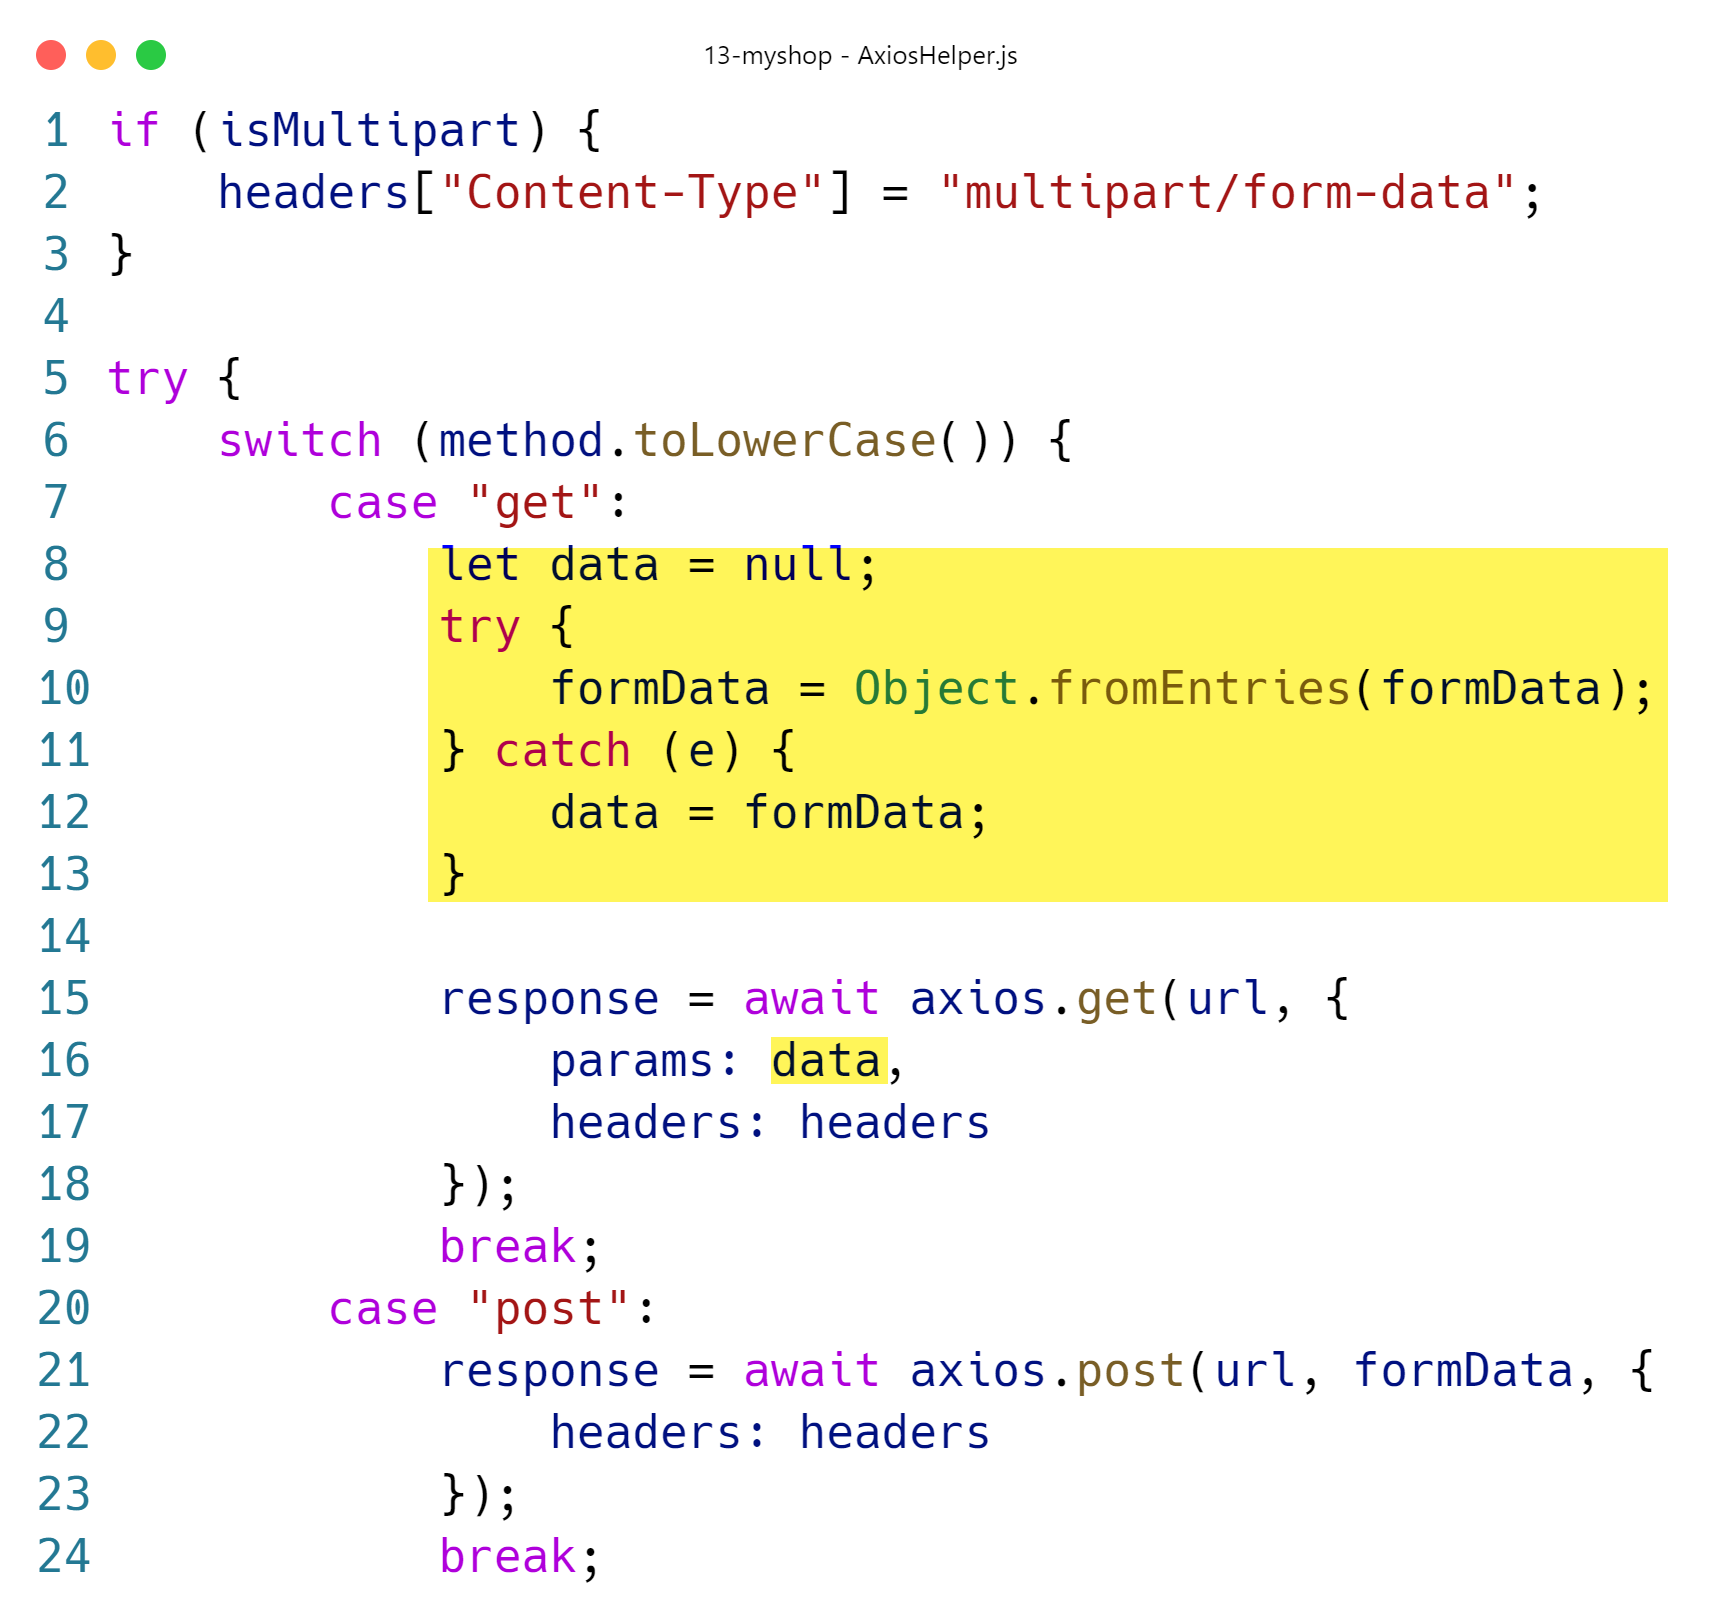 13-myshop - AxiosHelper.js
1 if (isMultipart) {
2     headers["Content-Type"] = "multipart/form-data";
3 }
4
5 try {
6     switch (method.toLowerCase()) {
7         case "get":
8             let data = null;
9             try {
10                 formData = Object.fromEntries(formData);
11             } catch (e) {
12                 data = formData;
13             }
14
15             response = await axios.get(url, {
16                 params: data,
17                 headers: headers
18             });
19             break;
20         case "post":
21             response = await axios.post(url, formData, {
22                 headers: headers
23             });
24             break;